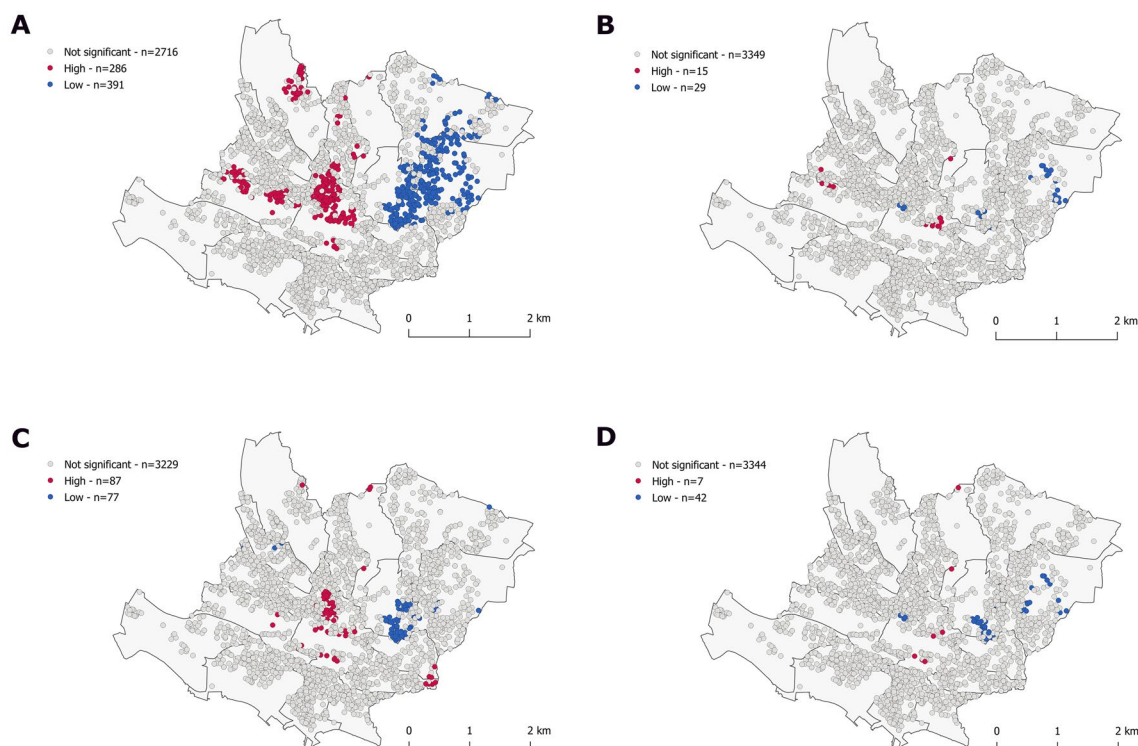 A
Not significant - n=2716
High - n=286
Low - n=391
0 1 2 km
B
Not significant - n=3349
High - n=15
Low - n=29
0 1 2 km
C
Not significant - n=3229
High - n=87
Low - n=77
0 1 2 km
D
Not significant - n=3344
High - n=7
Low - n=42
0 1 2 km